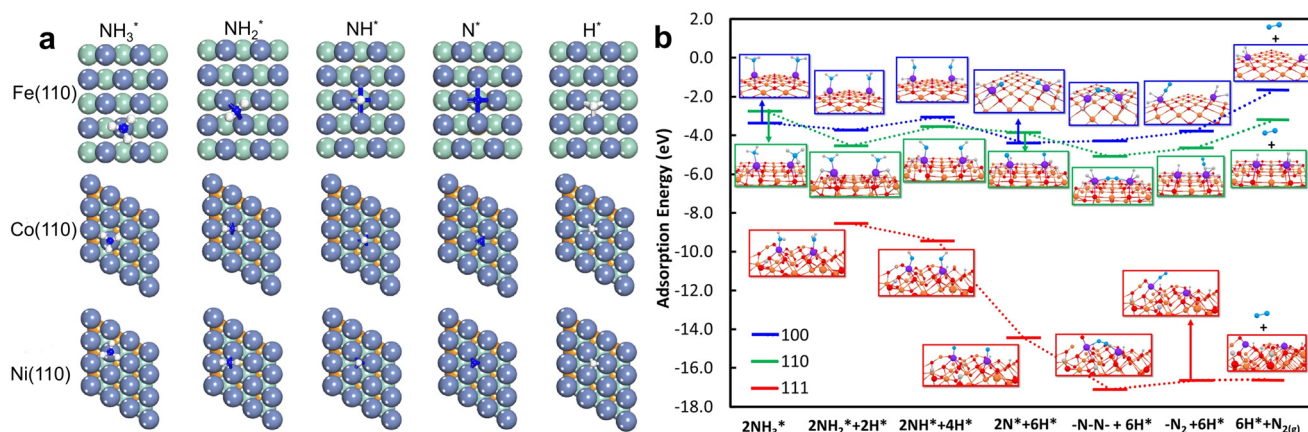 a
NH3* NH2* NH* N* H*
Fe(110)
Co(110)
Ni(110)
b
Adsorption Energy (eV)
2.0
0.0
-2.0
-4.0
-6.0
-8.0
-10.0
-12.0
-14.0
-16.0
-18.0
+
+
+
100
110
111
2NH3* 2NH2*+2H* 2NH*+4H* 2N*+6H* -N-N- + 6H* -N2 +6H* 6H*+N2(g)